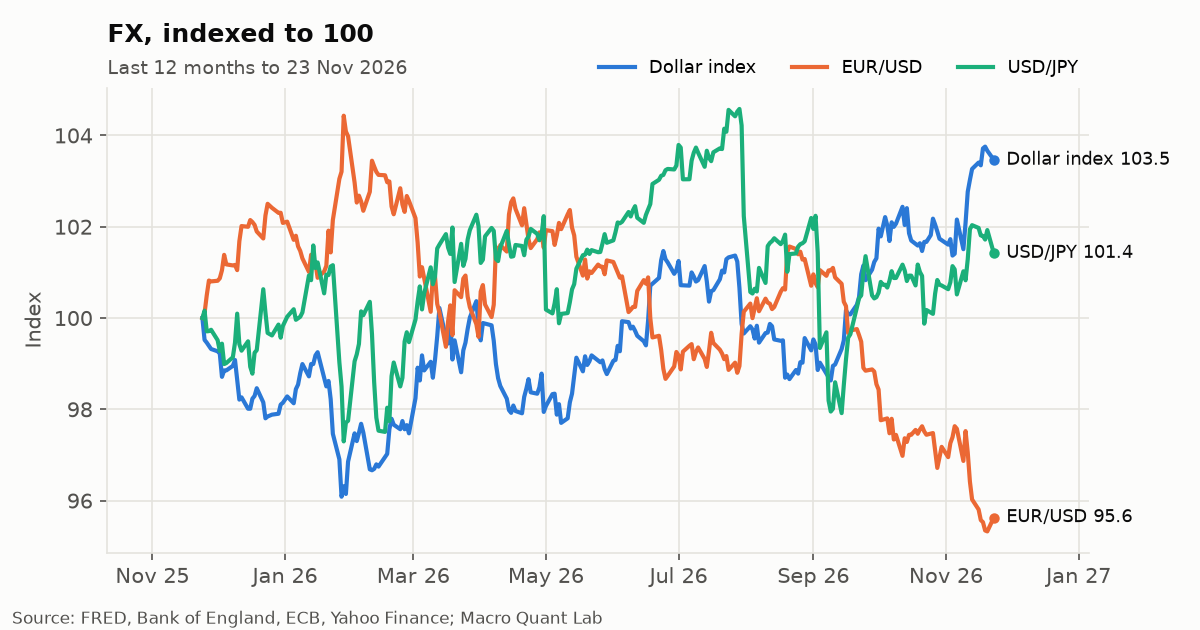 FX, indexed to 100
Last 12 months to 23 Nov 2026
Dollar index EUR/USD USD/JPY
104
102
100
98
96
Index
Dollar index 103.5
USD/JPY 101.4
EUR/USD 95.6
Nov 25 Jan 26 Mar 26 May 26 Jul 26 Sep 26 Nov 26 Jan 27
Source: FRED, Bank of England, ECB, Yahoo Finance; Macro Quant Lab